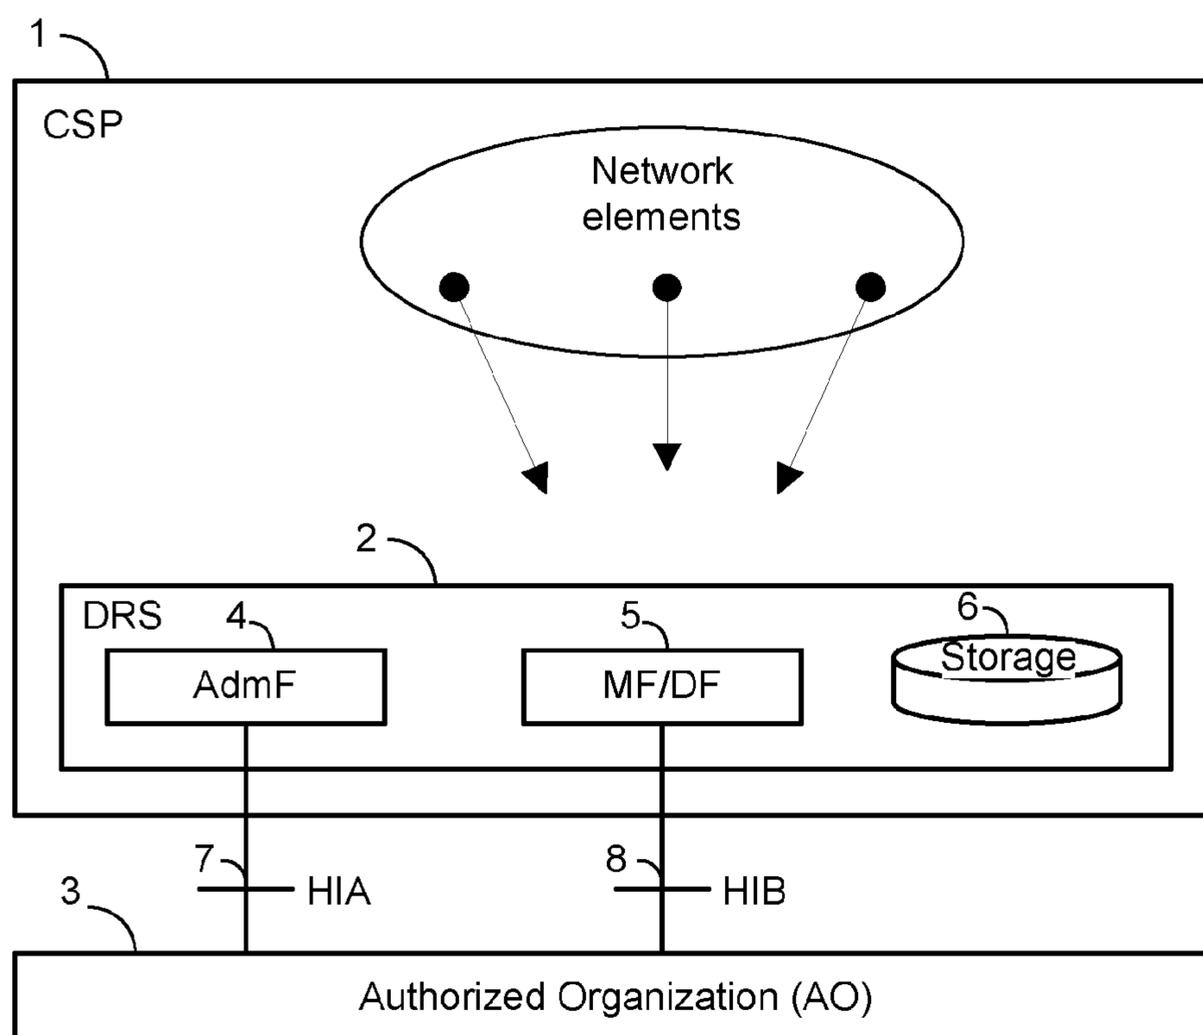 1
CSP
Network
elements
2
DRS
4
5
6
AdmF
MF/DF
Storage
7
HIA
8
HIB
3
Authorized Organization (AO)